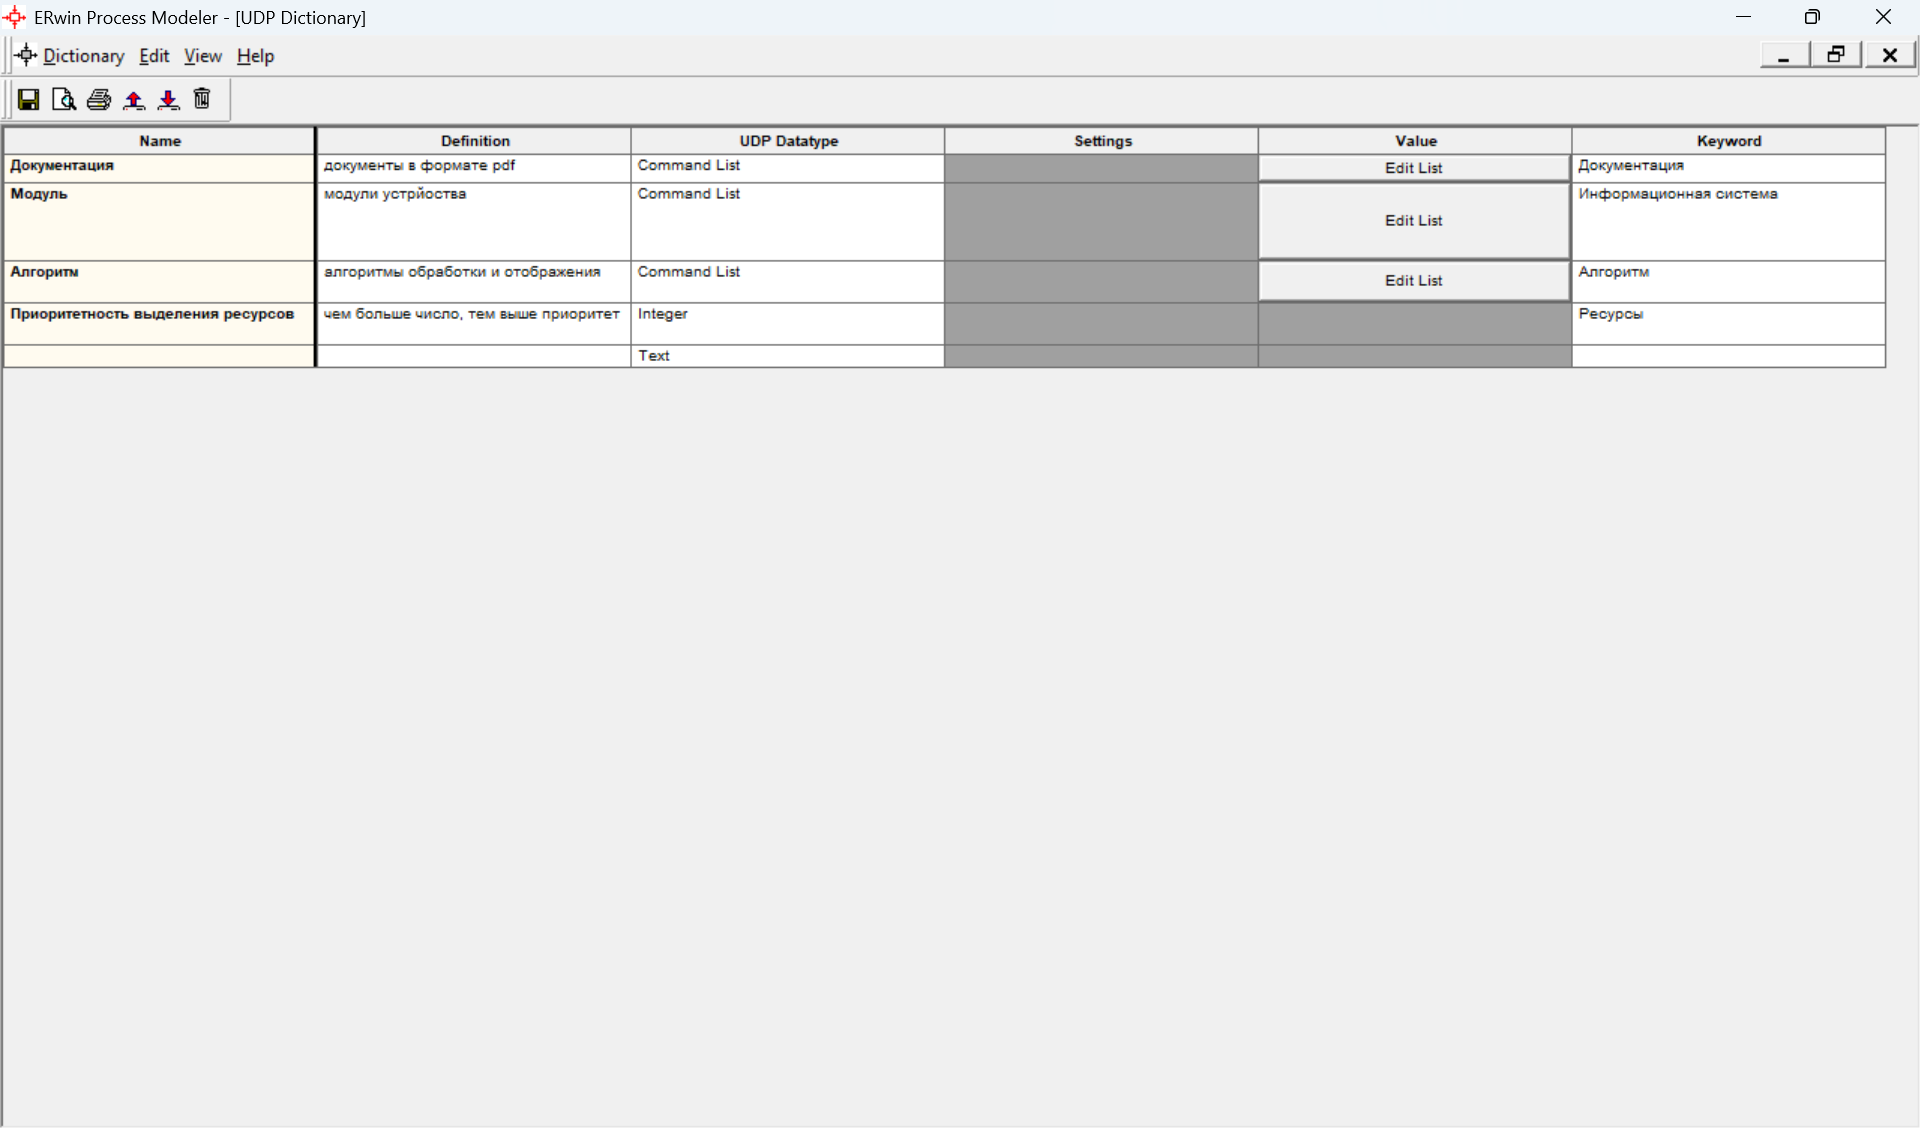 ERwin Process Modeler - [UDP Dictionary]
Dictionary Edit View Help
Name Definition UDP Datatype Settings Value Keyword
Документация документы в формате pdf Command List Edit List Документация
Модуль модули устрйоства Command List Edit List Информационная система
Алгоритм алгоритмы обработки и отображения Command List Edit List Алгоритм
Приоритетность выделения ресурсов чем больше число, тем выше приоритет Integer Ресурсы
Text